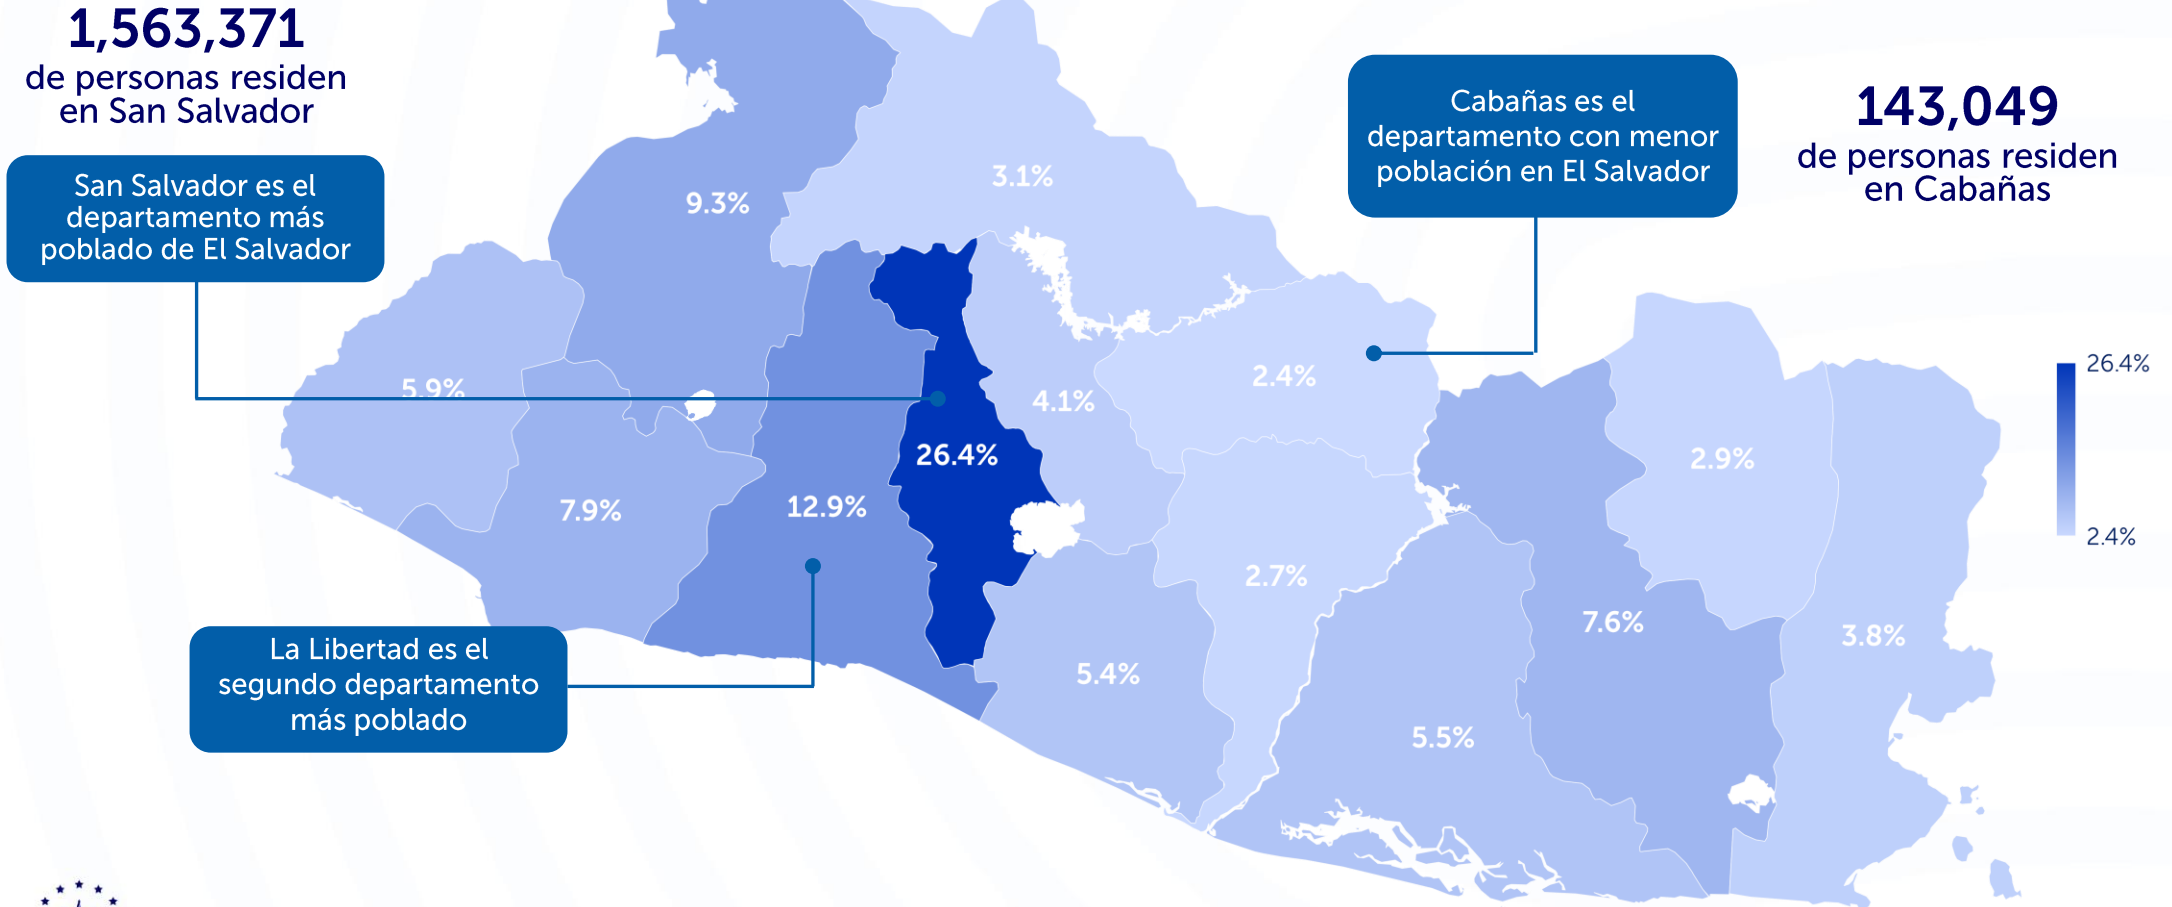 1,563,371
de personas residen
en San Salvador
San Salvador es el
departamento más
poblado de El Salvador
Cabañas es el
departamento con menor
población en El Salvador
143,049
de personas residen
en Cabañas
3.1%
9.3%
5.9%
2.4%
4.1%
26.4%
2.9%
7.9%
12.9%
2.7%
7.6%
3.8%
5.4%
5.5%
26.4%
2.4%
La Libertad es el
segundo departamento
más poblado